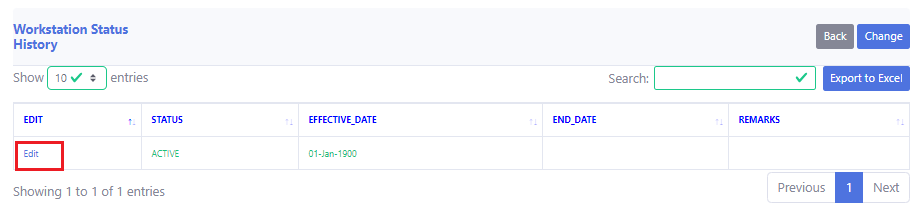 Workstation Status
History
Back
Change
Show 10 entries
Search:
Export to Excel
EDIT STATUS EFFECTIVE_DATE END_DATE REMARKS
Edit ACTIVE 01-Jan-1900
Showing 1 to 1 of 1 entries
Previous 1 Next